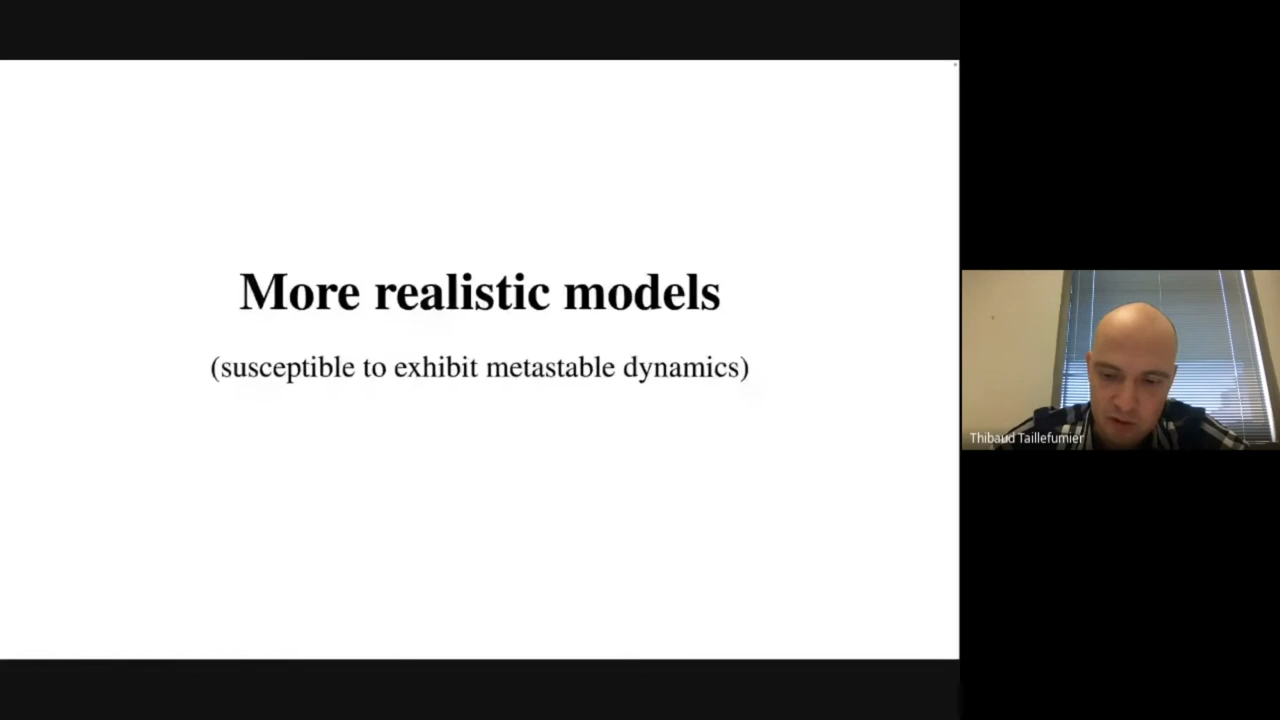 More realistic models
(susceptible to exhibit metastable dynamics)
Thibaud Taillefumier